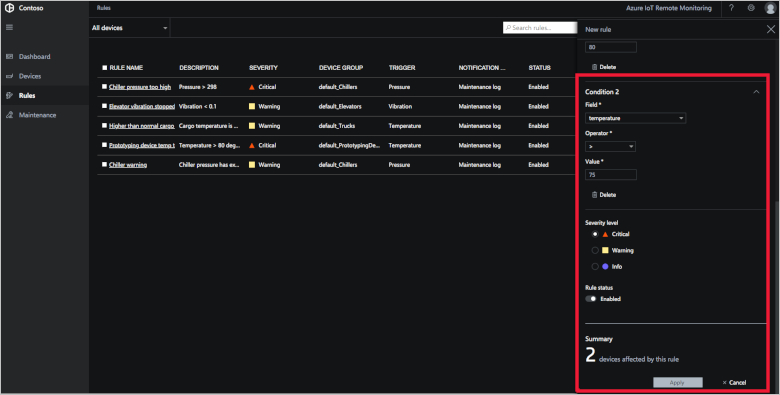 Contoso
Rules
Azure IoT Remote Monitoring
?
Dashboard
Devices
Rules
Maintenance
All devices
Search rules...
RULE NAME DESCRIPTION SEVERITY DEVICE GROUP TRIGGER NOTIFICATION ... STATUS
Chiller pressure too high Pressure > 298 Critical default_Chillers Pressure Maintenance log Enabled
Elevator vibration stopped Vibration < 0.1 Warning default_Elevators Vibration Maintenance log Enabled
Higher than normal cargo Cargo temperature is ... Warning default_Trucks Temperature Maintenance log Enabled
Prototyping device temp t Temperature > 80 deg... Critical default_PrototypingDe... Temperature Maintenance log Enabled
Chiller warning Chiller pressure has ex... Warning default_Chillers Pressure Maintenance log Enabled
New rule
80
Delete
Condition 2
Field *
temperature
Operator *
>
Value *
75
Delete
Severity level
Critical
Warning
Info
Rule status
Enabled
Summary
2 devices affected by this rule
Apply
× Cancel